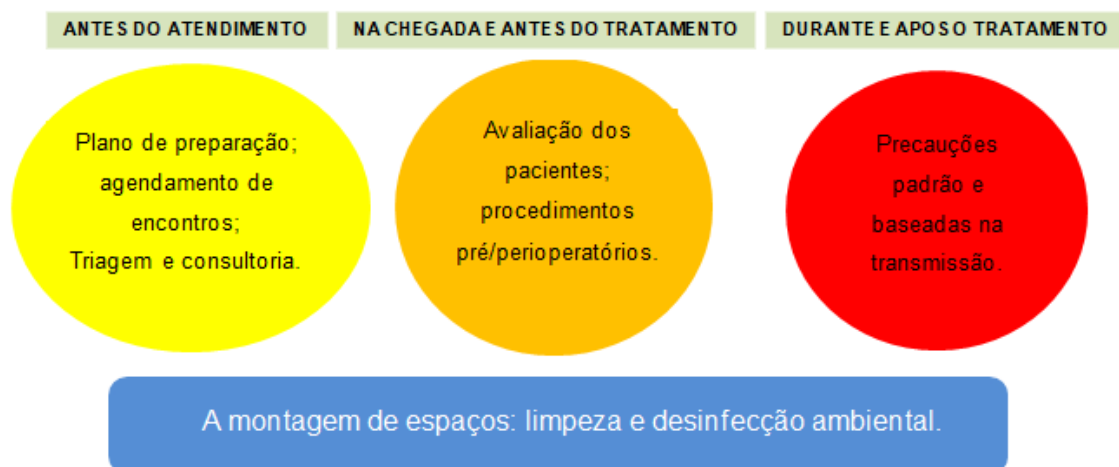 ANTES DO ATENDIMENTO
NA CHEGADA E ANTES DO TRATAMENTO
DURANTE E APOS O TRATAMENTO
Plano de preparação;
agendamento de
encontros;
Triagem e consultoria.
Avaliação dos
pacientes;
procedimentos
pré/perioperatórios.
Precauções
padrão e
baseadas na
transmissão.
A montagem de espaços: limpeza e desinfecção ambiental.